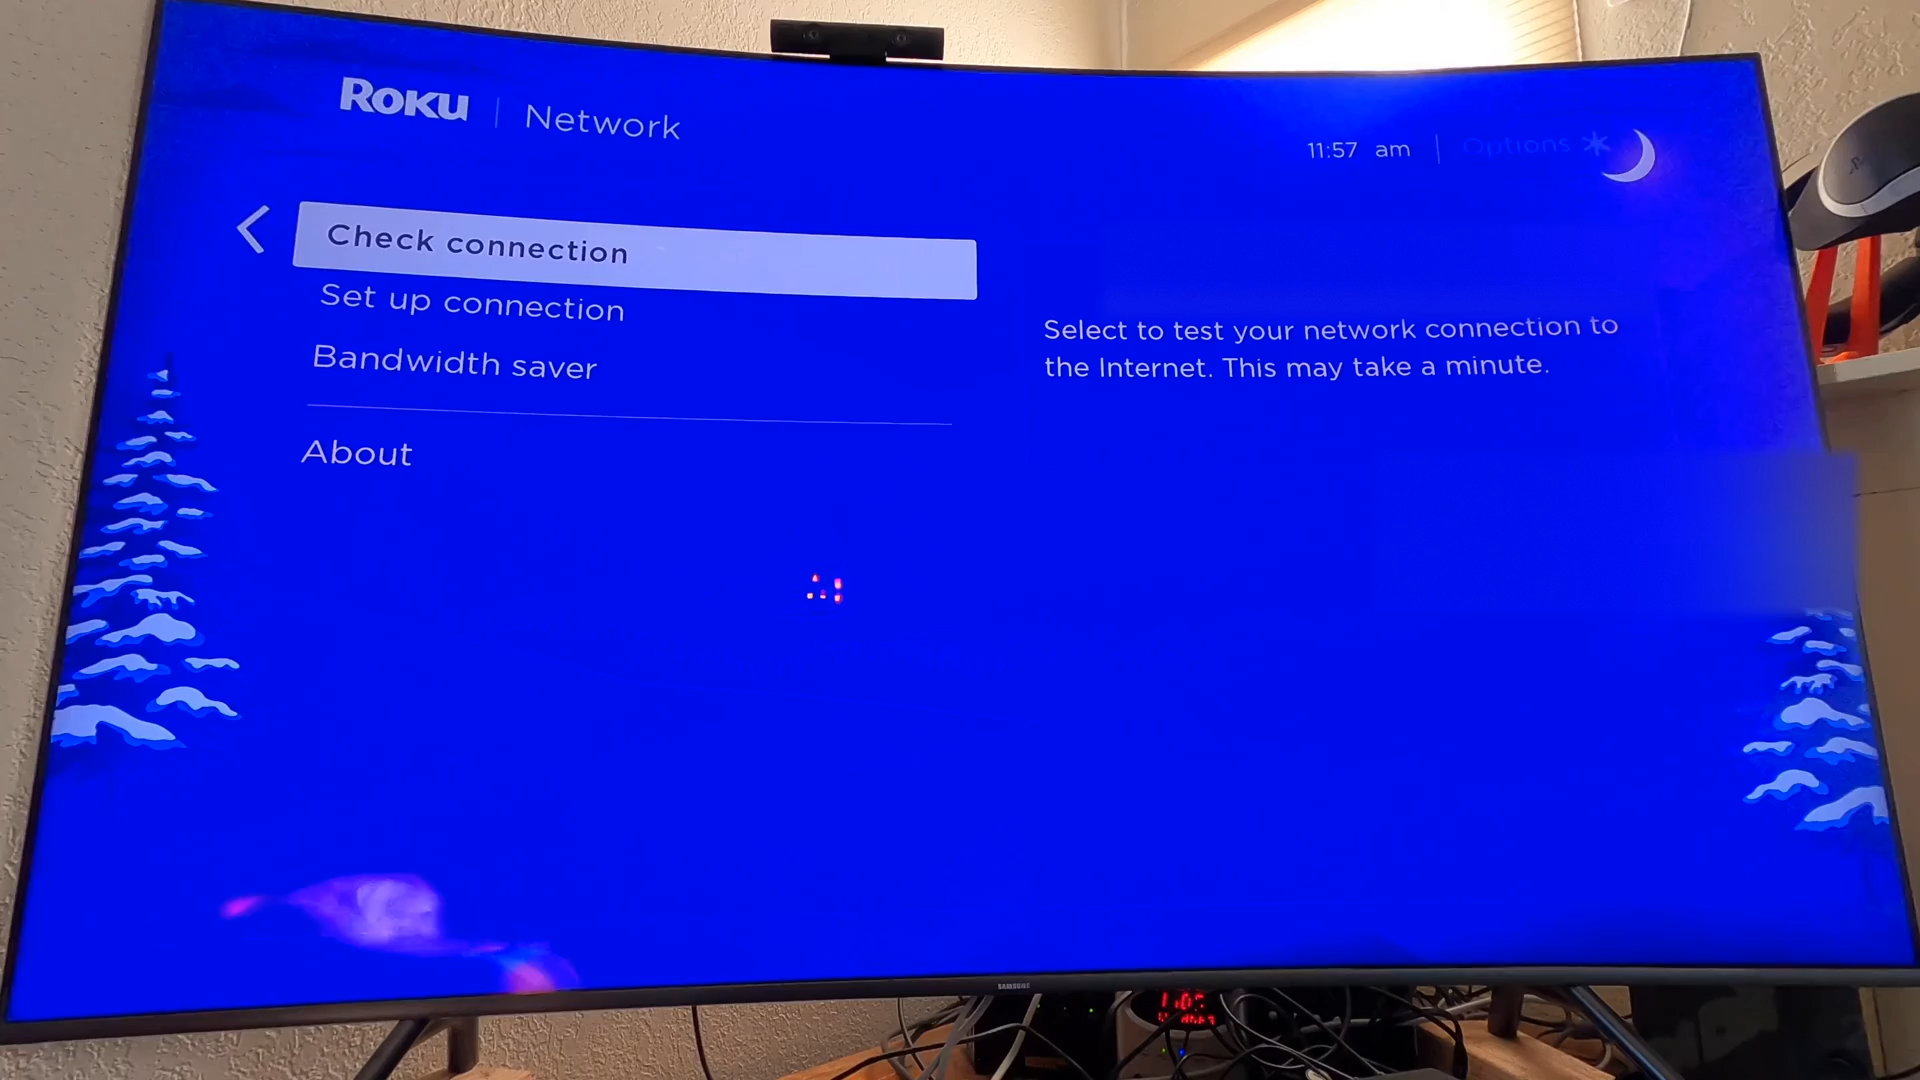 Roku | Network
11:57 am | Options
Check connection
Set up connection
Bandwidth saver
About
Select to test your network connection to
the Internet. This may take a minute.
SAMSUNG